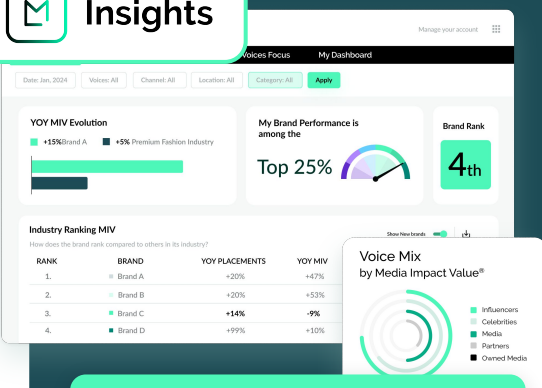 Insights
Manage your account
Voices Focus
My Dashboard
Date: Jan, 2024
Voices: All
Channel: All
Location: All
Category: All
Apply
YOY MIV Evolution
+15%Brand A
+5% Premium Fashion Industry
My Brand Performance is
among the
Top 25%
Brand Rank
4th
Industry Ranking MIV
How does the brand rank compared to others in its industry?
Show New brands
RANK BRAND YOY PLACEMENTS YOY MIV
1. Brand A +20% +47%
2. Brand B +20% +53%
3. Brand C +14% -9%
4. Brand D +99% +10%
Voice Mix
by Media Impact Value®
Influencers
Celebrities
Media
Partners
Owned Media